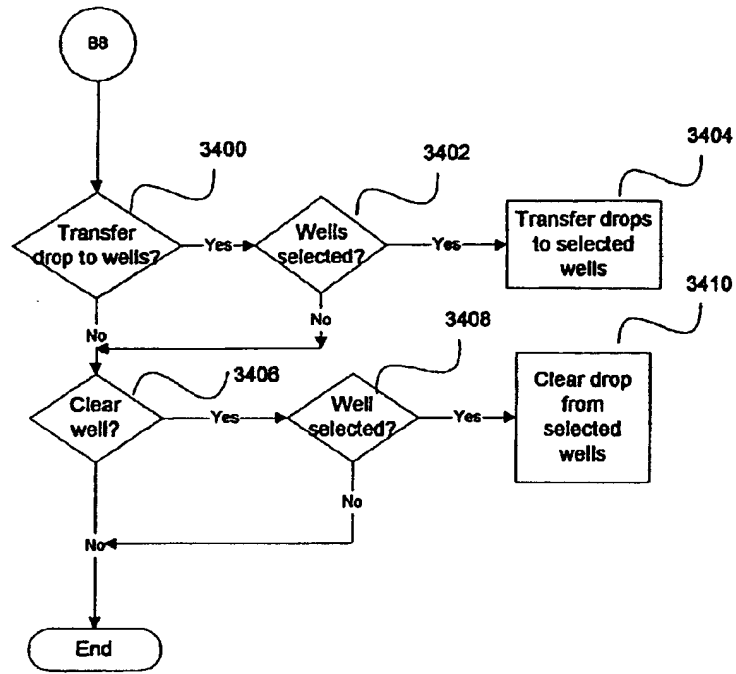 B8
3400
3402
3404
Transfer
drop to wells?
Yes
Wells
selected?
Yes
Transfer drops
to selected
wells
No
No
3406
3408
3410
Clear
well?
Yes
Well
selected?
Yes
Clear drop
from
selected
wells
No
No
End